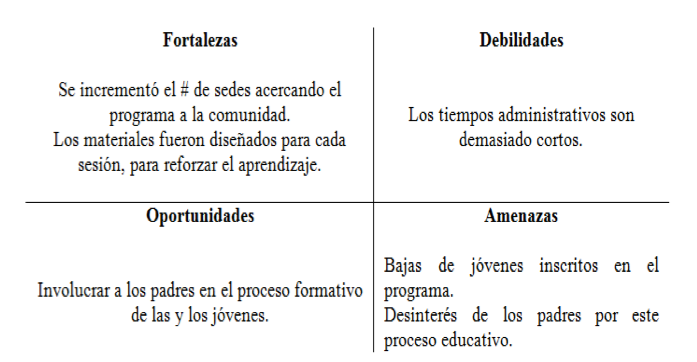 Fortalezas
Se incrementó el # de sedes acercando el
programa a la comunidad.
Los materiales fueron diseñados para cada
sesión, para reforzar el aprendizaje.
Debilidades
Los tiempos administrativos son
demasiado cortos.
Oportunidades
Involucrar a los padres en el proceso formativo
de las y los jóvenes.
Amenazas
Bajas de jóvenes inscritos en el
programa.
Desinterés de los padres por este
proceso educativo.